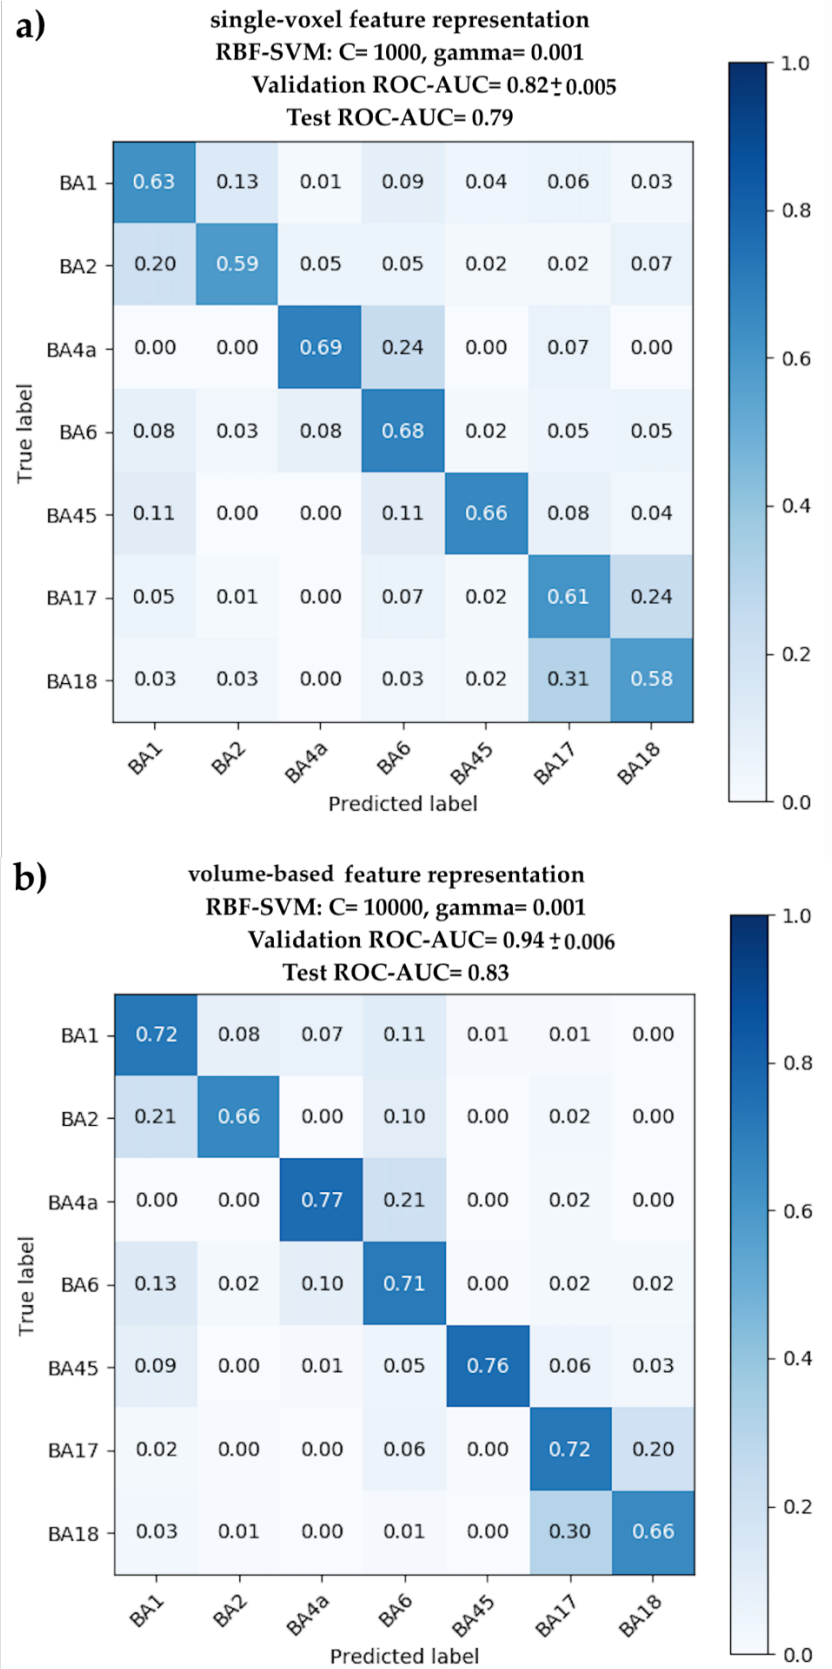 a)
single-voxel feature representation
RBF-SVM: C= 1000, gamma= 0.001
Validation ROC-AUC= 0.82±0.005
Test ROC-AUC= 0.79
BA1 0.63 0.13 0.01 0.09 0.04 0.06 0.03
BA2 0.20 0.59 0.05 0.05 0.02 0.02 0.07
BA4a 0.00 0.00 0.69 0.24 0.00 0.07 0.00
BA6 0.08 0.03 0.08 0.68 0.02 0.05 0.05
BA45 0.11 0.00 0.00 0.11 0.66 0.08 0.04
BA17 0.05 0.01 0.00 0.07 0.02 0.61 0.24
BA18 0.03 0.03 0.00 0.03 0.02 0.31 0.58
True label
BA1 BA2 BA4a BA6 BA45 BA17 BA18
Predicted label
1.0
0.8
0.6
0.4
0.2
0.0
b)
volume-based feature representation
RBF-SVM: C= 10000, gamma= 0.001
Validation ROC-AUC= 0.94 ±0.006
Test ROC-AUC= 0.83
BA1 0.72 0.08 0.07 0.11 0.01 0.01 0.00
BA2 0.21 0.66 0.00 0.10 0.00 0.02 0.00
BA4a 0.00 0.00 0.77 0.21 0.00 0.02 0.00
BA6 0.13 0.02 0.10 0.71 0.00 0.02 0.02
BA45 0.09 0.00 0.01 0.05 0.76 0.06 0.03
BA17 0.02 0.00 0.00 0.06 0.00 0.72 0.20
BA18 0.03 0.01 0.00 0.01 0.00 0.30 0.66
True label
BA1 BA2 BA4a BA6 BA45 BA17 BA18
Predicted label
1.0
0.8
0.6
0.4
0.2
0.0